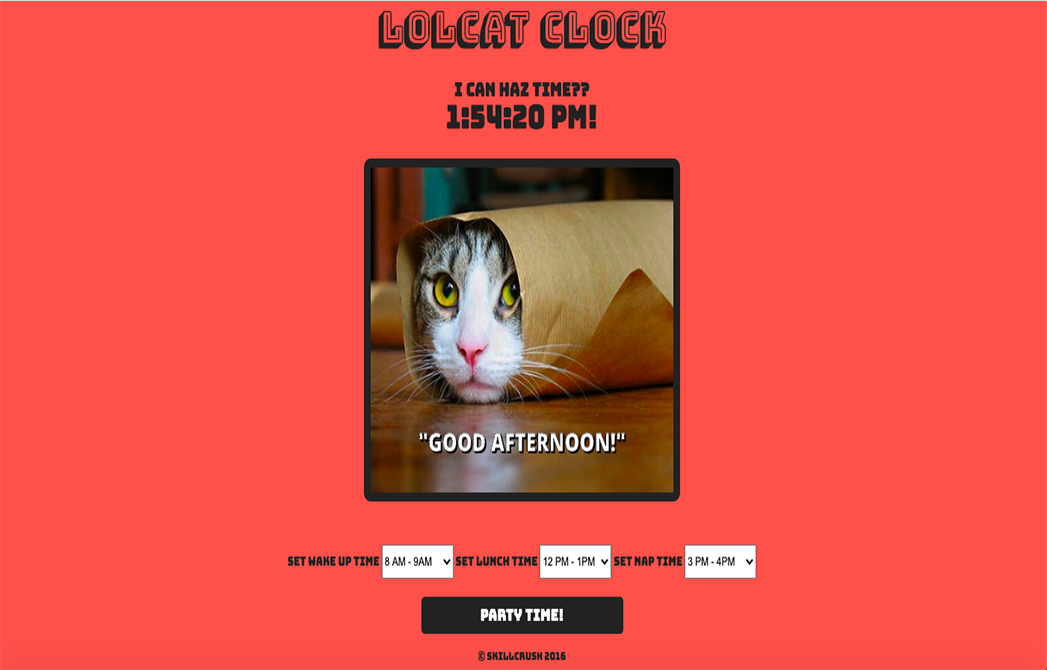 LOLCAT CLOCK
I CAN HAZ TIME??
1:54:20 PM!
"GOOD AFTERNOON!"
SET WAKE UP TIME 8 AM - 9AM SET LUNCH TIME 12 PM - 1PM SET NAP TIME 3 PM - 4PM
PARTY TIME!
© SKILLCRUSH 2016